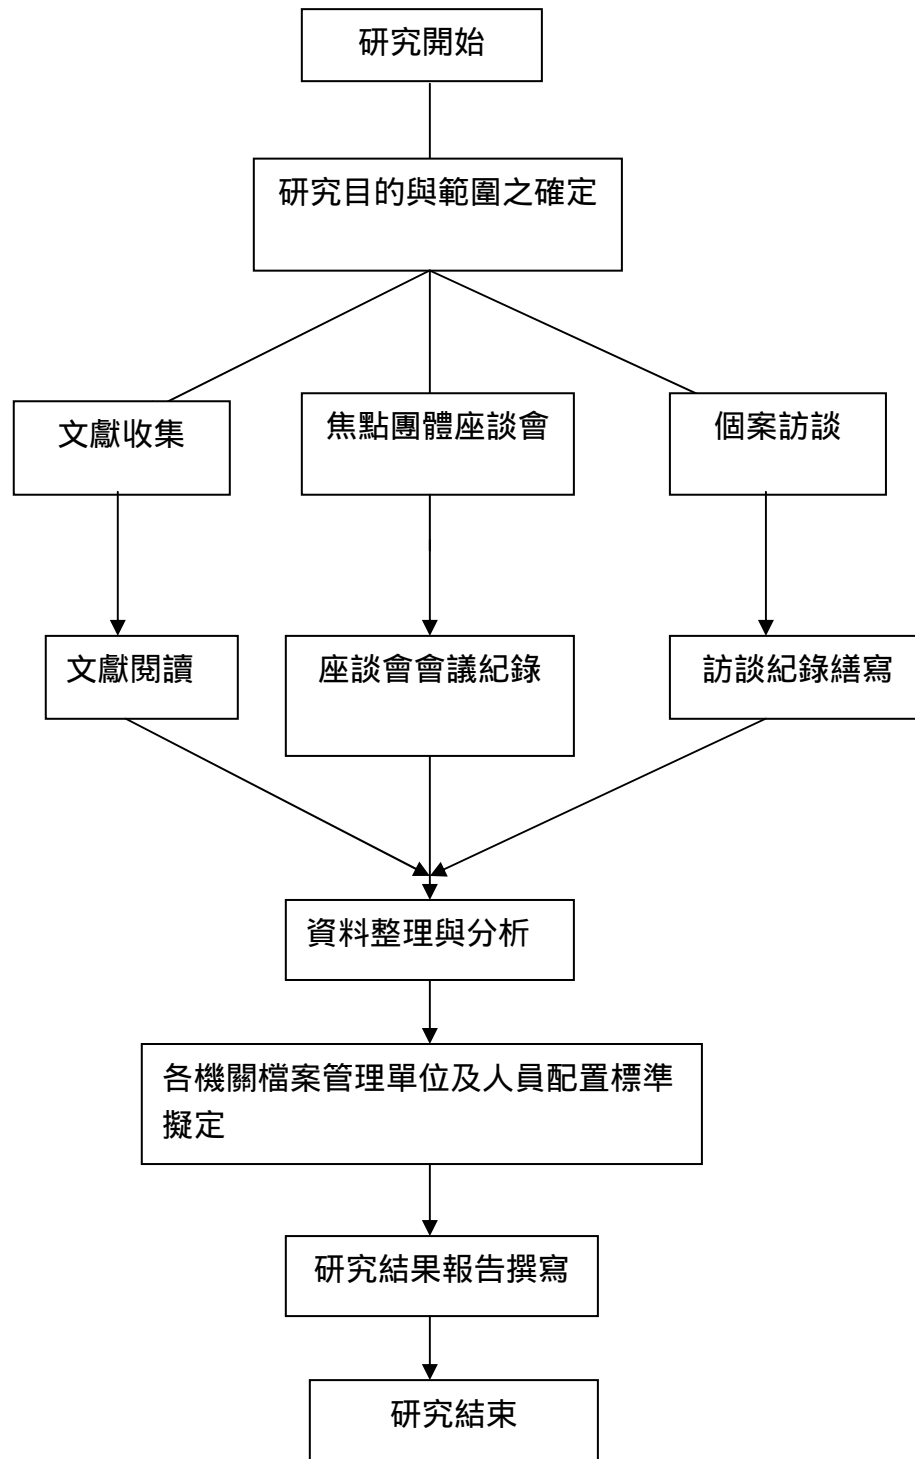 研究開始
研究目的與範圍之確定
文獻收集
焦點團體座談會
個案訪談
文獻閱讀
座談會會議紀錄
訪談紀錄繕寫
資料整理與分析
各機關檔案管理單位及人員配置標準
擬定
研究結果報告撰寫
研究結束